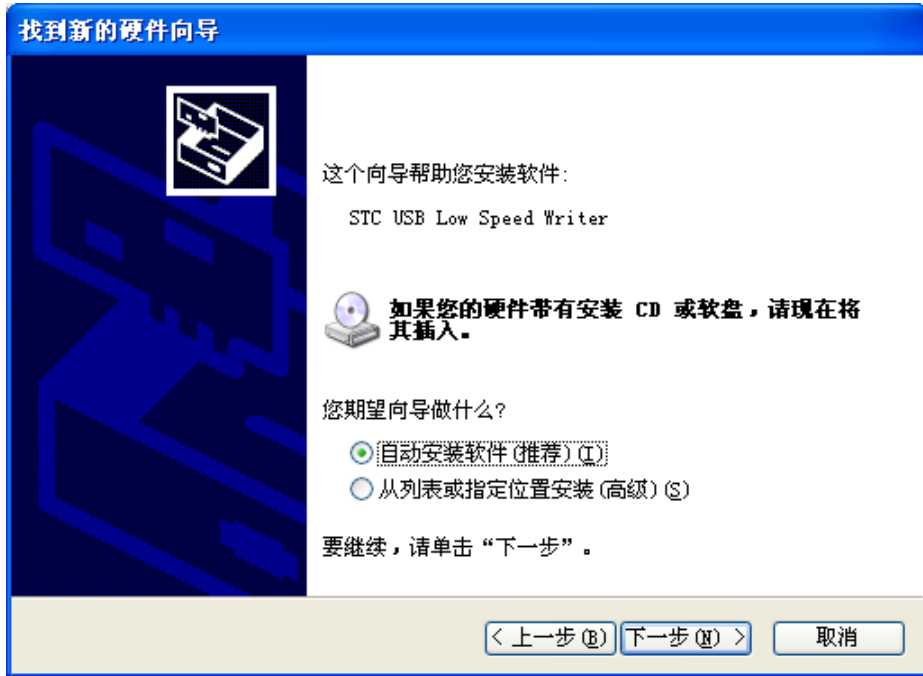 找到新的硬件向导
这个向导帮助您安装软件:
STC USB Low Speed Writer
如果您的硬件带有安装 CD 或软盘，请现在将
其插入。
您期望向导做什么?
自动安装软件(推荐)(I)
从列表或指定位置安装(高级)(S)
要继续，请单击“下一步”。
< 上一步(B) 下一步(N) > 取消